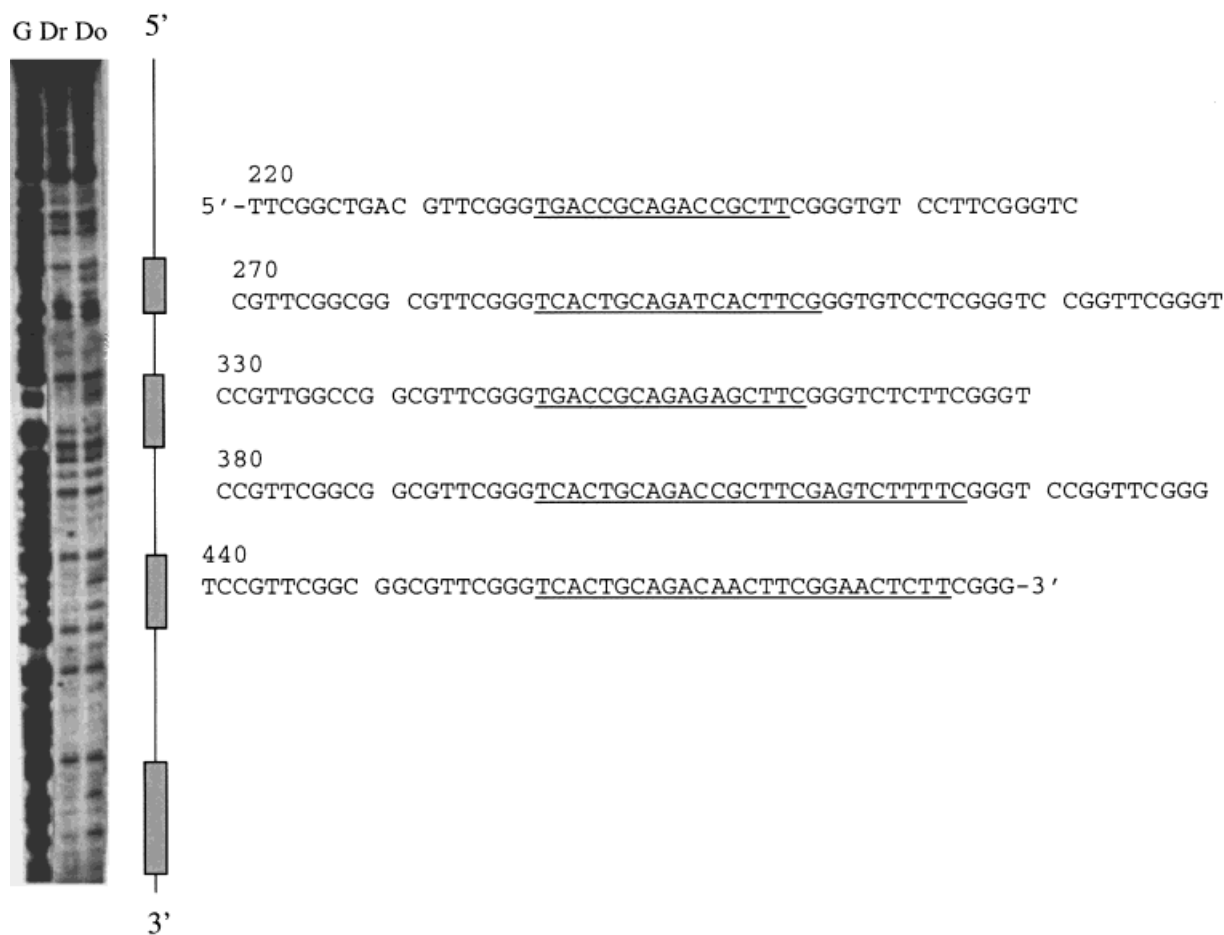 G Dr Do 5’
220
5′-TTCGGCTGAC GTTCGGGTGACCGCAGACCGCTTCGGGTGT CCTTCGGGTC
270
CGTTCGGCGG CGTTCGGGTCACTGCAGATCACTTCGGGTGTCCTCGGGTC CGGTTCGGGT
330
CCGTTGGCCG GCGTTCGGGTGACCGCAGAGAGCTTCGGGTCTCTTCGGGT
380
CCGTTCGGCG GCGTTCGGGTCACTGCAGACCGCTTCGAGTCTTTTCGGGT CCGGTTCGGG
440
TCCGTTCGGC GGCGTTCGGGTCACTGCAGACAACTTCGGAACTCTTCGGG-3′
3’